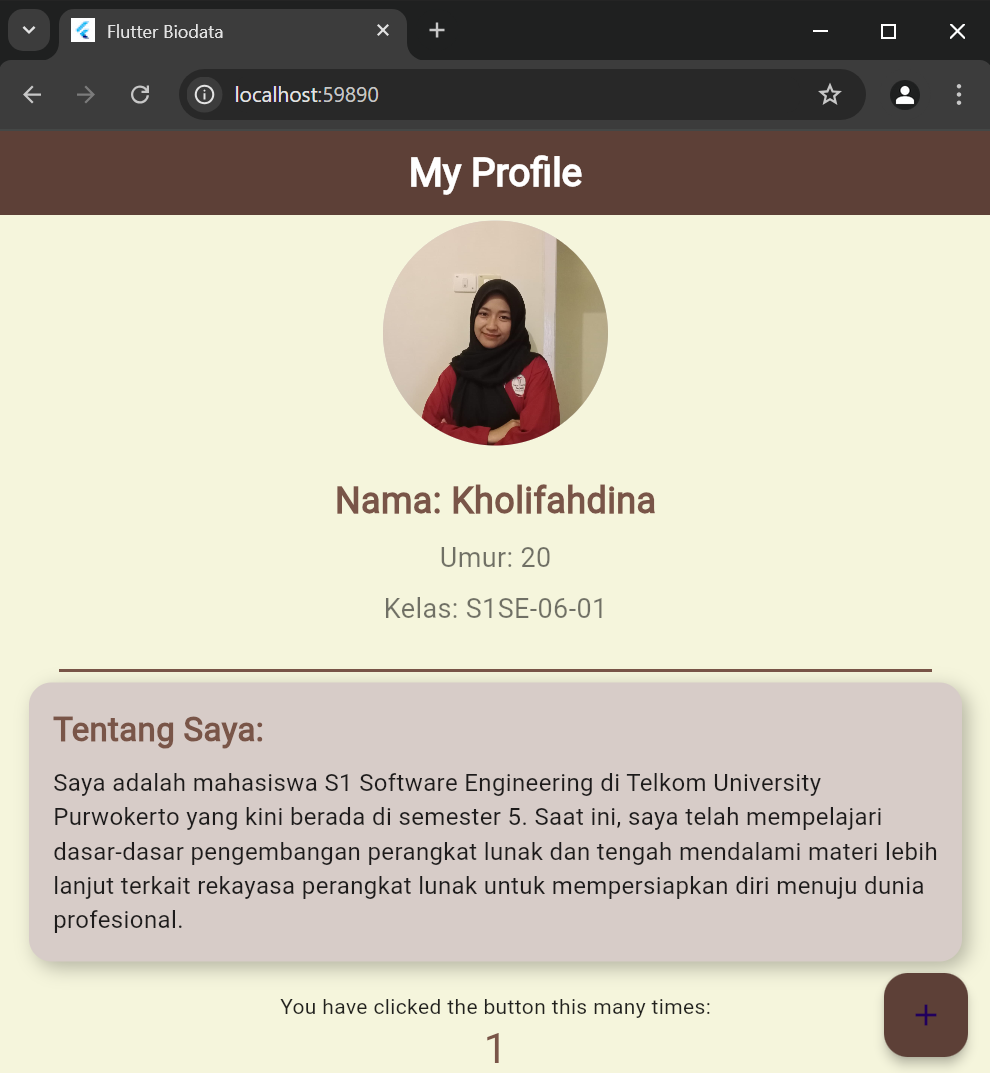 Flutter Biodata
localhost:59890
My Profile
Nama: Kholifahdina
Umur: 20
Kelas: S1SE-06-01
Tentang Saya:
Saya adalah mahasiswa S1 Software Engineering di Telkom University
Purwokerto yang kini berada di semester 5. Saat ini, saya telah mempelajari
dasar-dasar pengembangan perangkat lunak dan tengah mendalami materi lebih
lanjut terkait rekayasa perangkat lunak untuk mempersiapkan diri menuju dunia
profesional.
You have clicked the button this many times:
1